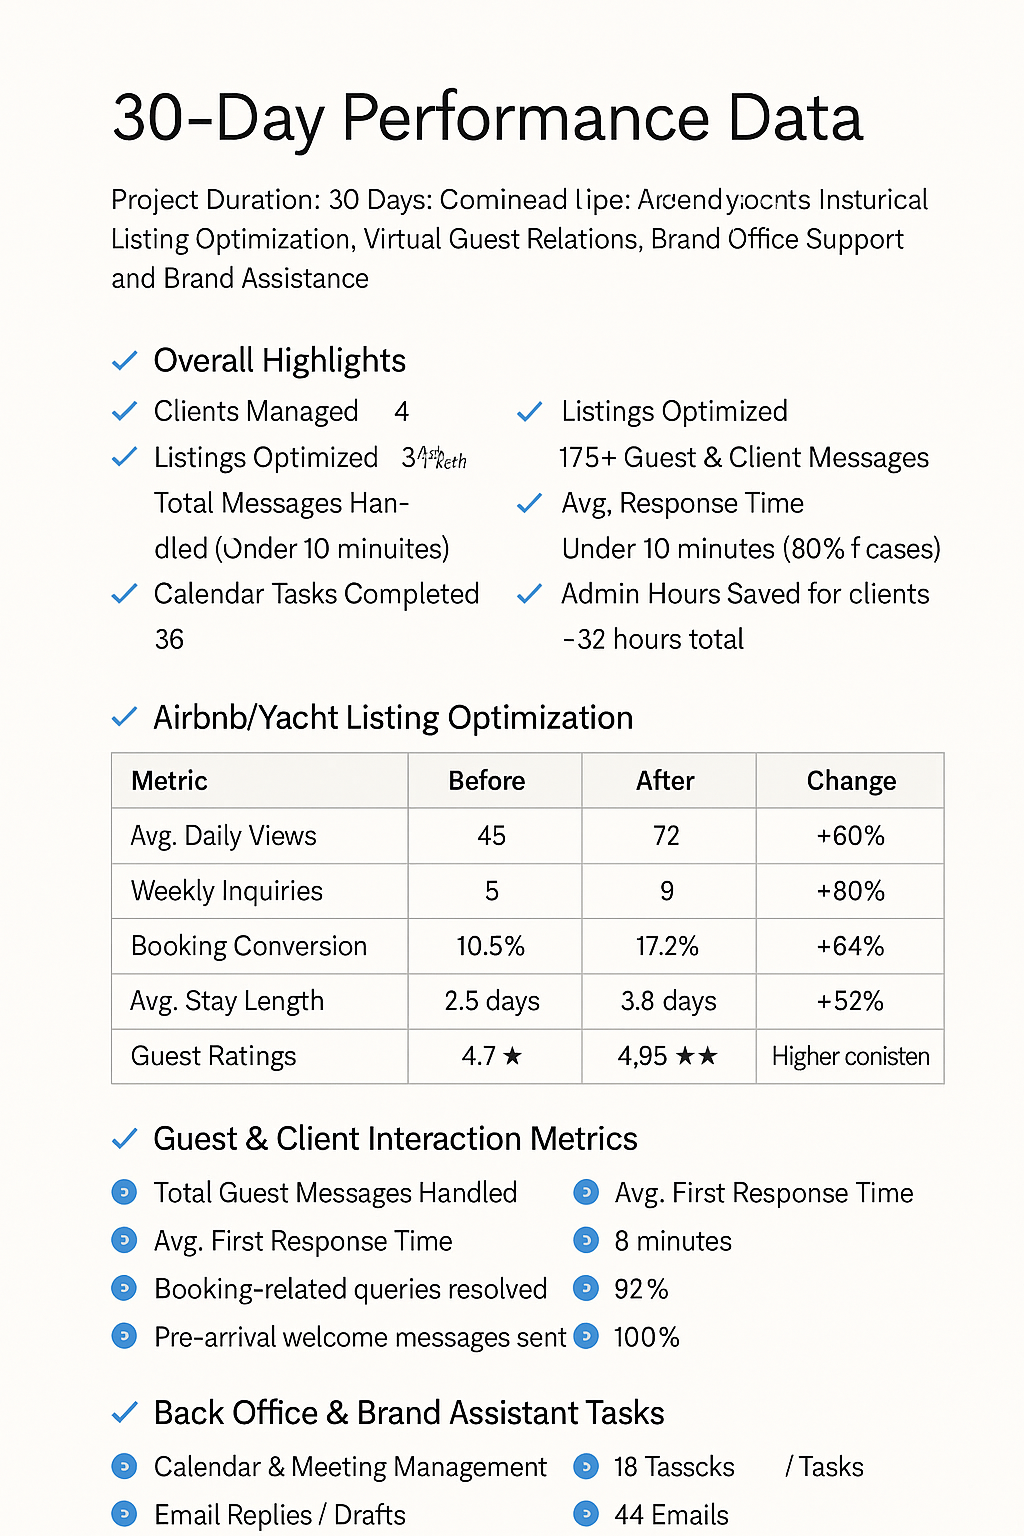 30-Day Performance Data
Project Duration: 30 Days: Cominead Lipe: Insturical
Listing Optimization, Virtual Guest Relations, Brand Office Support
and Brand Assistance
Overall Highlights
Clients Managed 4
Listings Optimized 3
Total Messages Han-
dled (Under 10 minuites)
Calendar Tasks Completed
36
Listings Optimized
175+ Guest & Client Messages
Avg, Response Time
Under 10 minutes (80% f cases)
Admin Hours Saved for clients
-32 hours total
Airbnb/Yacht Listing Optimization
Metric Before After Change
Avg. Daily Views 45 72 +60%
Weekly Inquiries 5 9 +80%
Booking Conversion 10.5% 17.2% +64%
Avg. Stay Length 2.5 days 3.8 days +52%
Guest Ratings 4.7 ★ 4,95 ★★ Higher conisten
Guest & Client Interaction Metrics
Total Guest Messages Handled Avg. First Response Time
Avg. First Response Time 8 minutes
Booking-related queries resolved 92%
Pre-arrival welcome messages sent 100%
Back Office & Brand Assistant Tasks
Calendar & Meeting Management 18 Tasscks / Tasks
Email Replies / Drafts 44 Emails